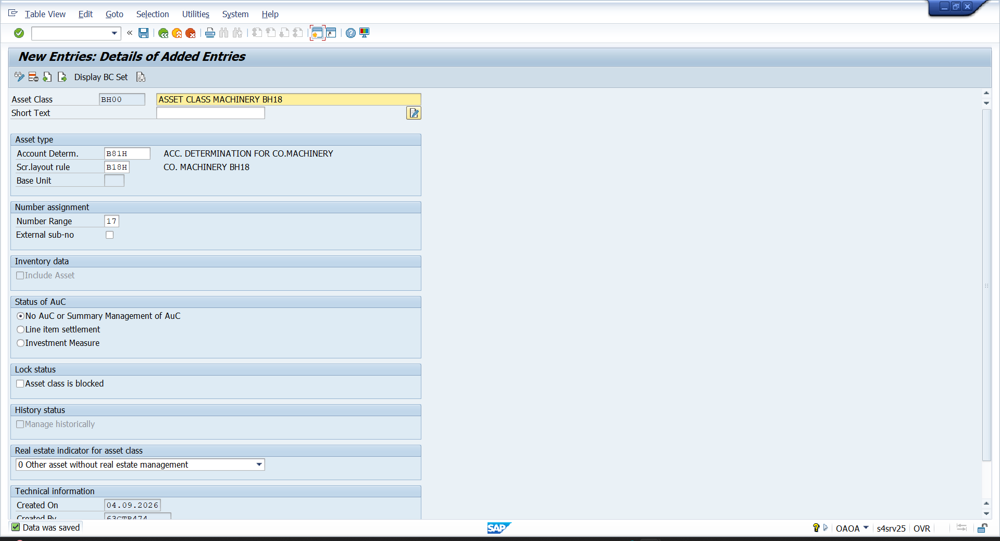 Table View Edit Goto Selection Utilities System Help
New Entries: Details of Added Entries
Display BC Set
Asset Class BH00 ASSET CLASS MACHINERY BH18
Short Text
Asset type
Account Determ. B81H ACC. DETERMINATION FOR CO.MACHINERY
Scr.layout rule B18H CO. MACHINERY BH18
Base Unit
Number assignment
Number Range 17
External sub-no
Inventory data
Include Asset
Status of AuC
No AuC or Summary Management of AuC
Line item settlement
Investment Measure
Lock status
Asset class is blocked
History status
Manage historically
Real estate indicator for asset class
0 Other asset without real estate management
Technical information
Created On 04.09.2026
Created By 63CTR474
Data was saved SAP OAOA s4srv25 OVR